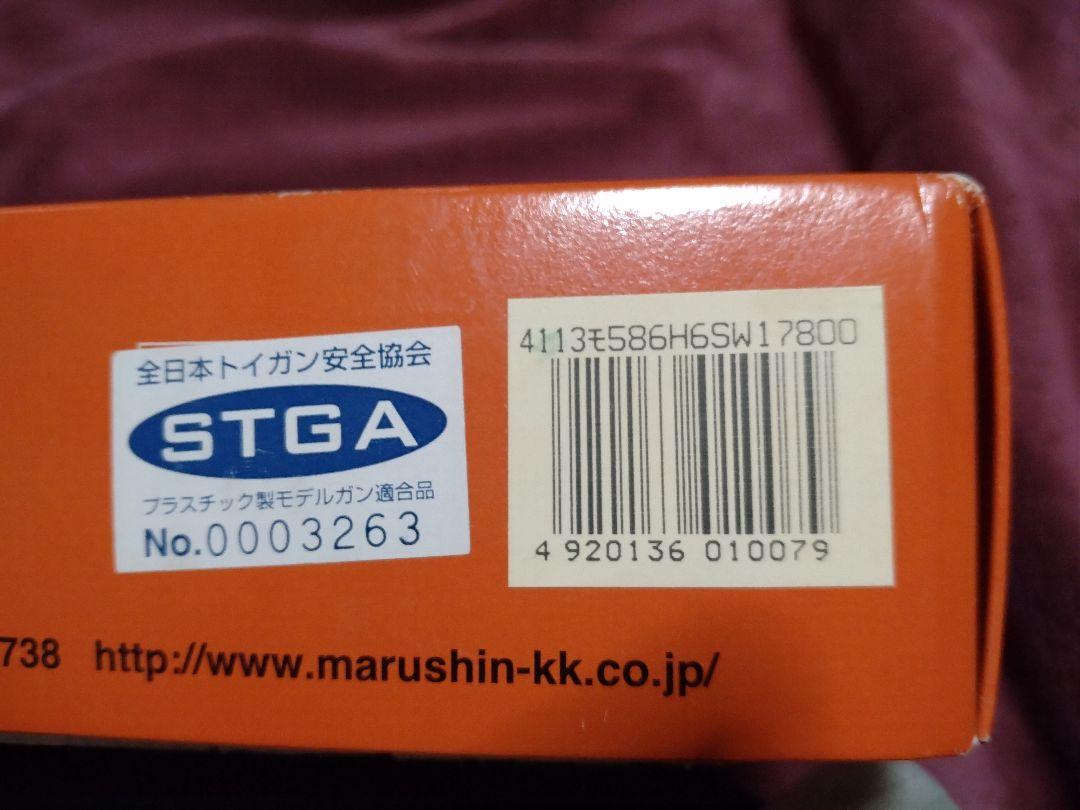 全日本トイガン安全協会
STGA
プラスチック製モデルガン適合品
No.0003263
4113モ586H6SW17800
4 920136 010079
738 http://www.marushin-kk.co.jp/